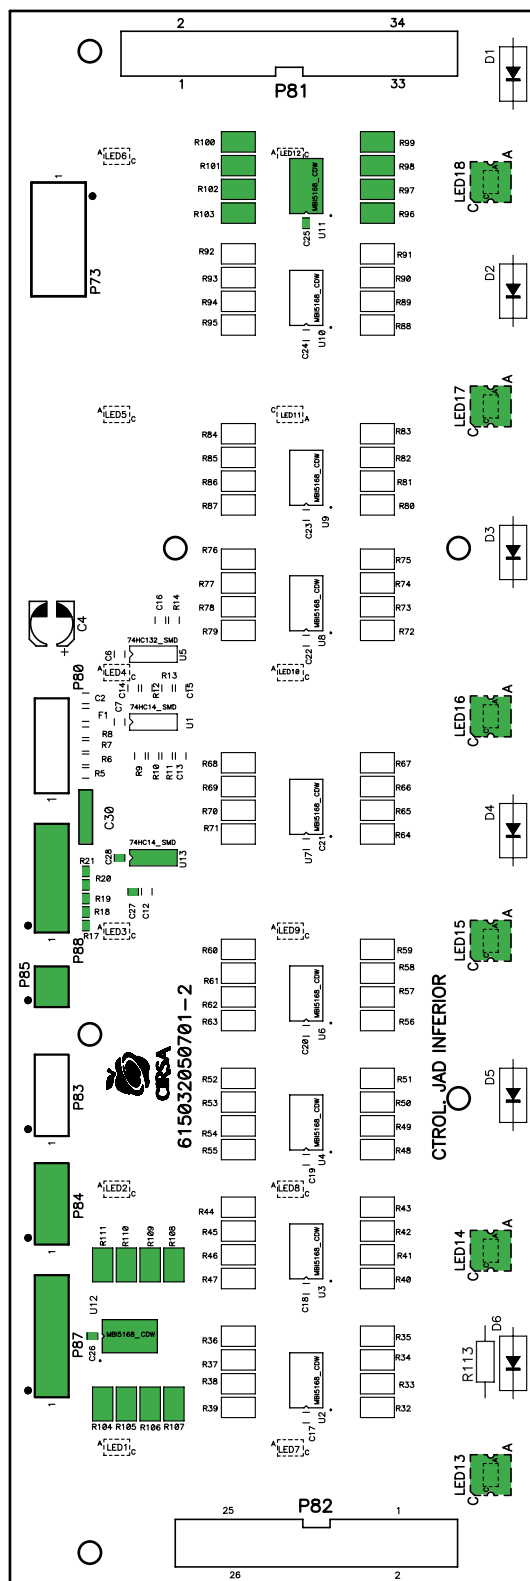 2 34
1 P81 33
D1
R100 R99
A LED6 C
A LED12 C
R101 R98
R102 MBI5168_CDW R97
R103 R96
LED18 C A
C25 U11
1
P73
R92 R91
R93 R90
R94 MBI5168_CDW R89
R95 R88
C24 U10
D2
LED17 C A
A LED5 C
C LED11 A
R84 R83
R85 R82
R86 MBI5168_CDW R81
R87 R80
C23 U9
D3
R76 R75
R77 R74
R78 MBI5168_CDW R73
R79 R72
C22 U8
C4 +
C16 R14
74HC132_SMD
C6 U5
A LED4 C
A LED10 C
R13
C14 R12 C15
P80
C2
F1 C7
74HC14_SMD
U1
R8
R7
R6
R5
R9 R10 R11 C13
1
LED16 C A
R68 R67
R69 R66
R70 MBI5168_CDW R65
R71 R64
U7 C21
D4
C30
74HC14_SMD
C28 U13
R21
R20
R19
R18
R17
C27 C12
1
P88
A LED3 C
A LED9 C
LED15 C A
P85
R60 R59
R61 R58
R62 MBI5168_CDW R57
R63 R56
C20 U6
CIRSA
615032050701-2
CTROL. JAD INFERIOR
P83
1
D5
R52 R51
R53 R50
R54 MBI5168_CDW R49
R55 R48
C19 U4
A LED2 C
A LED8 C
P84
1
R44 R43
R45 R42
R46 MBI5168_CDW R41
R47 R40
C18 U3
LED14 C A
R111 R110 R109 R108
U12
MBI5168_CDW
C26
P87
1
R36 R35
R37 R34
R38 MBI5168_CDW R33
R39 R32
C17 U2
R113
D6
R104 R105 R106 R107
A LED1 C
A LED7 C
LED13 C A
25 P82 1
26 2